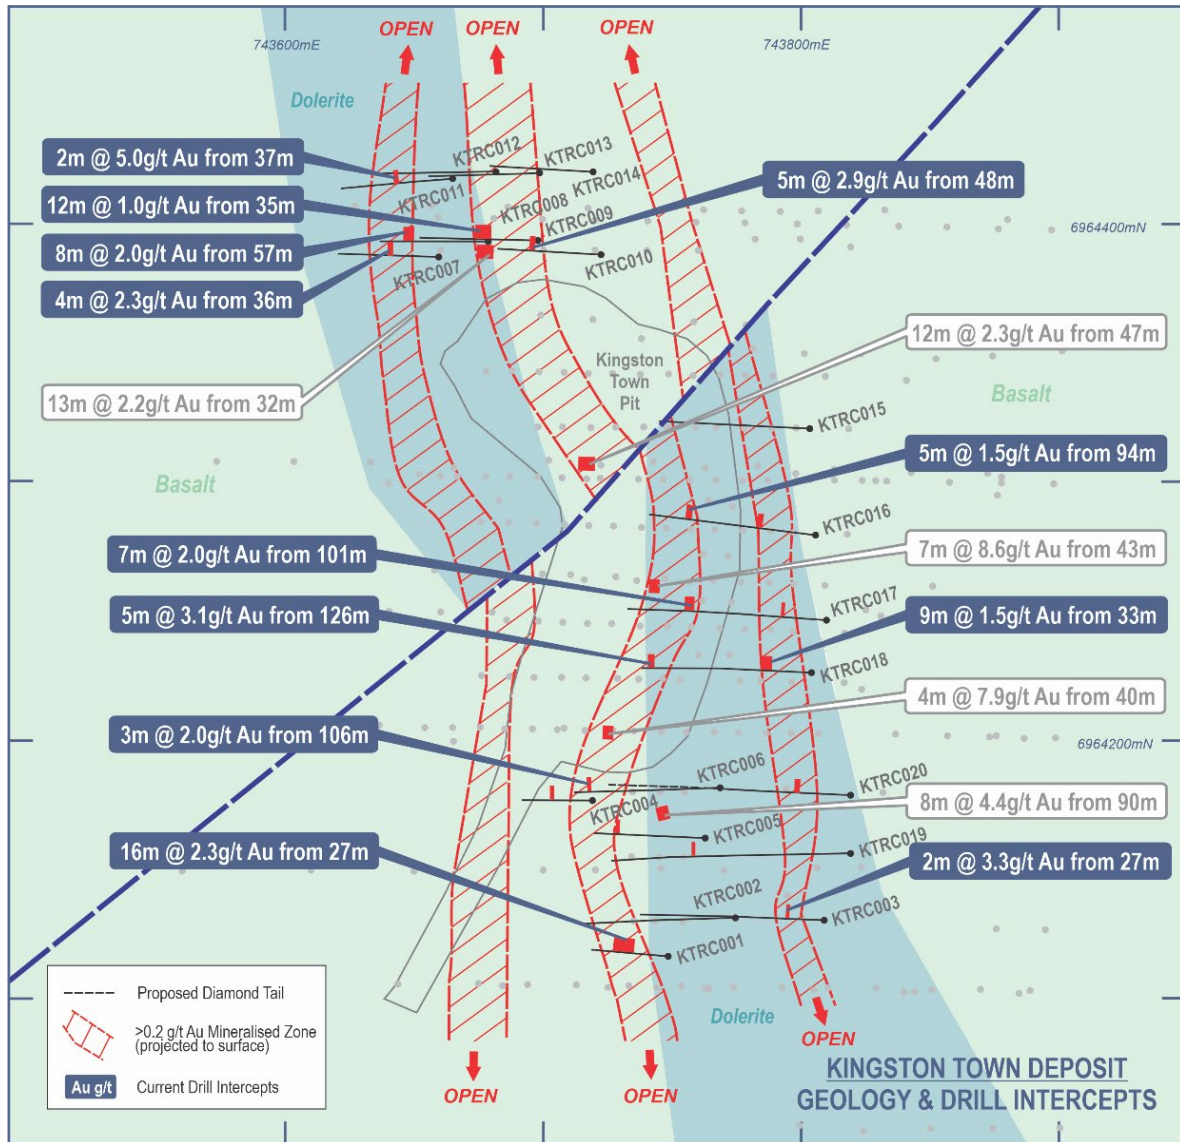 OPEN
OPEN
OPEN
743600mE
743800mE
Dolerite
2m @ 5.0g/t Au from 37m
12m @ 1.0g/t Au from 35m
8m @ 2.0g/t Au from 57m
4m @ 2.3g/t Au from 36m
13m @ 2.2g/t Au from 32m
KTRC012
KTRC013
KTRC011
KTRC014
KTRC008
KTRC009
KTRC007
KTRC010
5m @ 2.9g/t Au from 48m
6964400mN
12m @ 2.3g/t Au from 47m
Kingston
Town
Pit
Basalt
KTRC015
Basalt
5m @ 1.5g/t Au from 94m
KTRC016
7m @ 2.0g/t Au from 101m
7m @ 8.6g/t Au from 43m
5m @ 3.1g/t Au from 126m
KTRC017
9m @ 1.5g/t Au from 33m
KTRC018
4m @ 7.9g/t Au from 40m
3m @ 2.0g/t Au from 106m
6964200mN
KTRC006
KTRC020
KTRC004
8m @ 4.4g/t Au from 90m
KTRC005
KTRC019
16m @ 2.3g/t Au from 27m
2m @ 3.3g/t Au from 27m
KTRC002
KTRC003
KTRC001
Proposed Diamond Tail
>0.2 g/t Au Mineralised Zone
(projected to surface)
Au g/t
Current Drill Intercepts
Dolerite
OPEN
OPEN
OPEN
KINGSTON TOWN DEPOSIT
GEOLOGY & DRILL INTERCEPTS